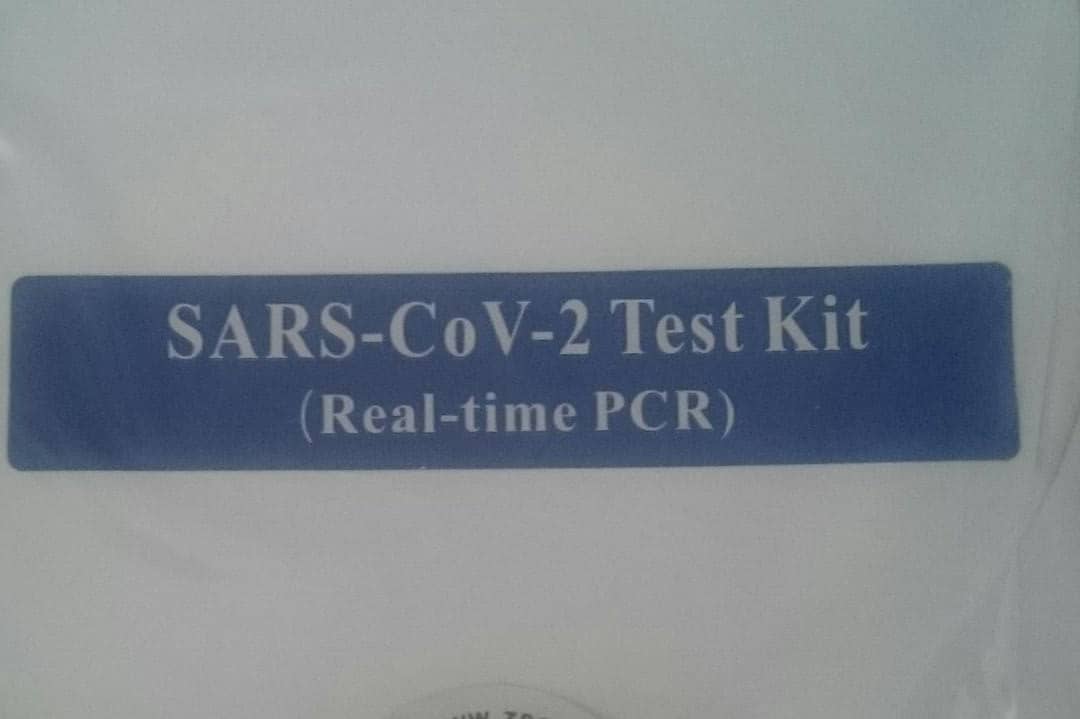 SARS-CoV-2 Test Kit
(Real-time PCR)